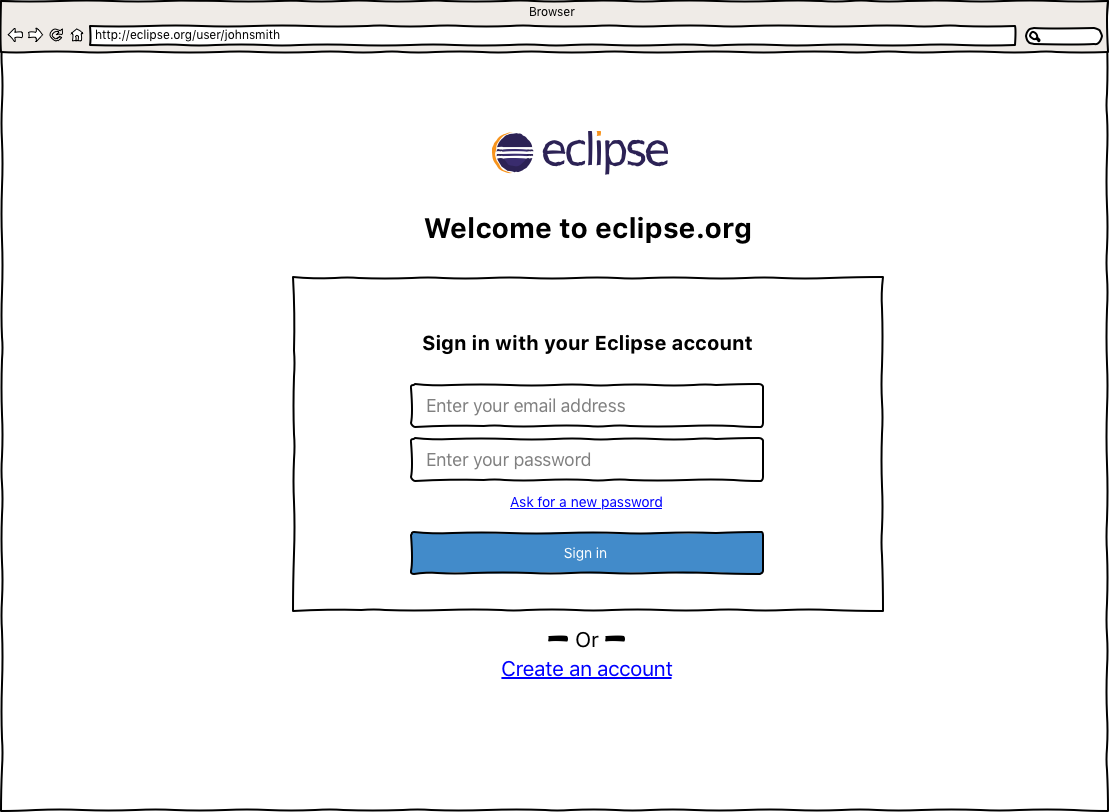 Browser
http://eclipse.org/user/johnsmith
eclipse
Welcome to eclipse.org
Sign in with your Eclipse account
Enter your email address
Enter your password
Ask for a new password
Sign in
Or
Create an account